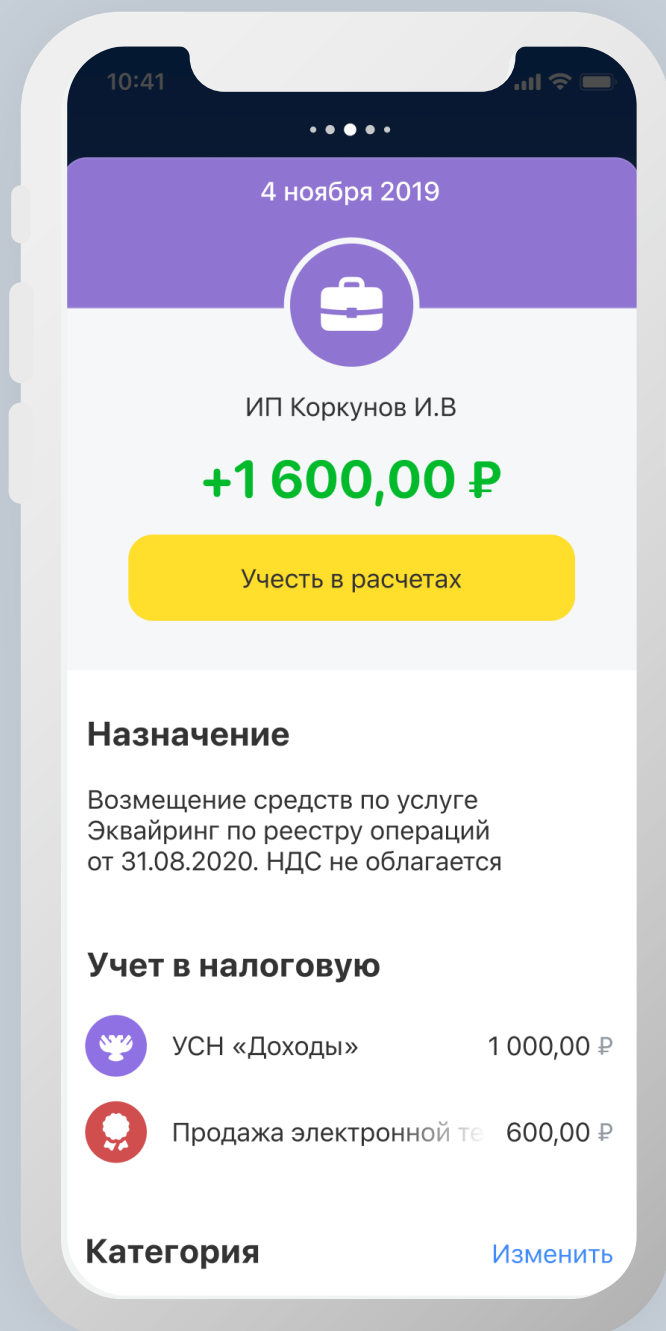 10:41
4 ноября 2019
ИП Коркунов И.В
+1 600,00 ₽
Учесть в расчетах
Назначение
Возмещение средств по услуге
Эквайринг по реестру операций
от 31.08.2020. НДС не облагается
Учет в налоговую
УСН «Доходы» 1 000,00 ₽
Продажа электронной те 600,00 ₽
Категория Изменить